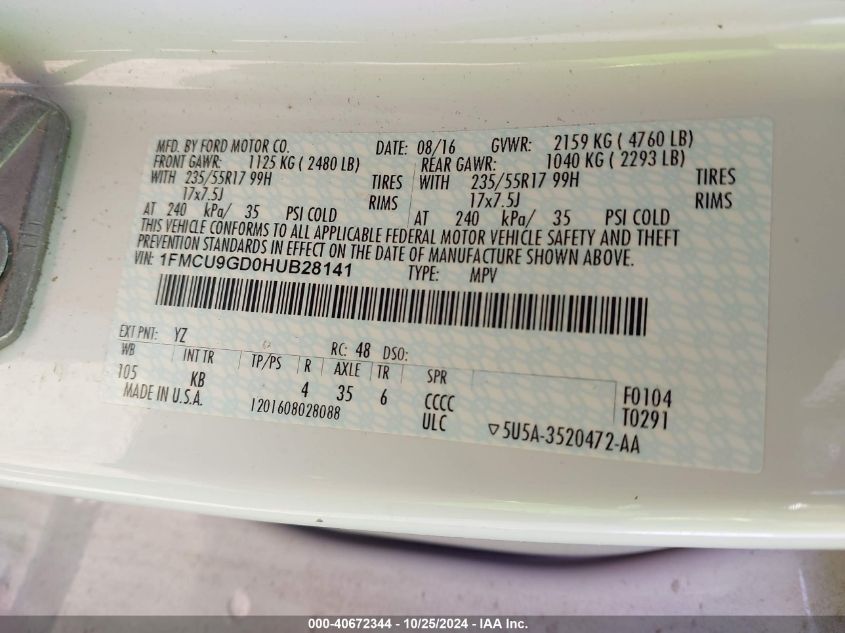 MFD. BY FORD MOTOR CO. DATE: 08/16 GVWR: 2159 KG ( 4760 LB)
FRONT GAWR: 1125 KG ( 2480 LB) REAR GAWR: 1040 KG ( 2293 LB)
WITH 235/55R17 99H TIRES WITH 235/55R17 99H TIRES
17x7.5J RIMS 17x7.5J RIMS
AT 240 kPa/ 35 PSI COLD AT 240 kPa/ 35 PSI COLD
THIS VEHICLE CONFORMS TO ALL APPLICABLE FEDERAL MOTOR VEHICLE SAFETY AND THEFT
PREVENTION STANDARDS IN EFFECT ON THE DATE OF MANUFACTURE SHOWN ABOVE.
VIN: 1FMCU9GD0HUB28141 TYPE: MPV
EXT PNT: YZ RC: 48 DSO:
WB INT TR TP/PS R AXLE TR SPR
105 KB 4 35 6 CCCC F0104
MADE IN U.S.A. 1201608028088 ULC T0291
▽5U5A-3520472-AA
000-40672344 - 10/25/2024 - IAA Inc.